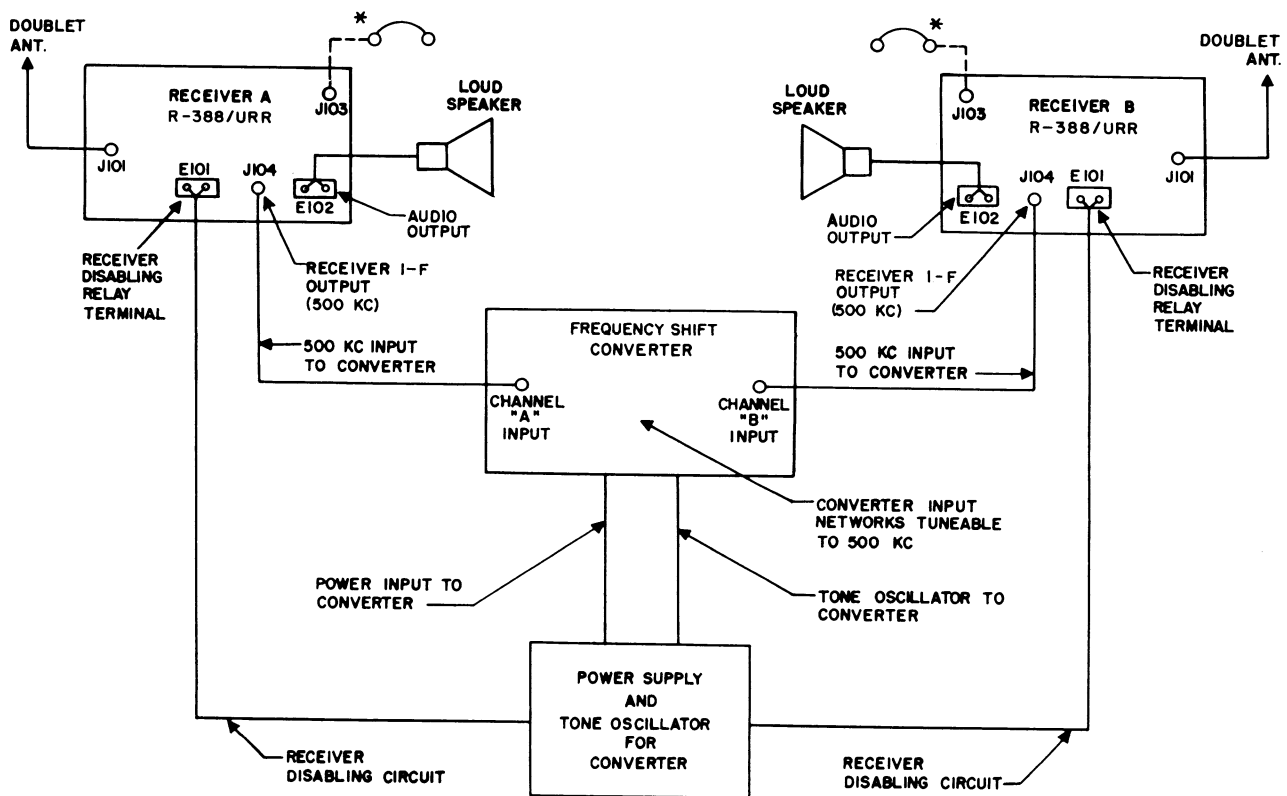 DOUBLET
ANT.
*
RECEIVER A
R-388/URR
J103
J101
E101
J104
E102
LOUD
SPEAKER
AUDIO
OUTPUT
RECEIVER
DISABLING
RELAY
TERMINAL
RECEIVER I-F
OUTPUT
(500 KC)
500 KC INPUT
TO CONVERTER
*
DOUBLET
ANT.
LOUD
SPEAKER
J103
RECEIVER B
R-388/URR
J101
J104
E101
E102
AUDIO
OUTPUT
RECEIVER I-F
OUTPUT
(500 KC)
RECEIVER
DISABLING
RELAY
TERMINAL
500 KC INPUT
TO CONVERTER
FREQUENCY SHIFT
CONVERTER
CHANNEL
"A"
INPUT
CHANNEL
"B"
INPUT
CONVERTER INPUT
NETWORKS TUNEABLE
TO 500 KC
POWER INPUT TO
CONVERTER
TONE OSCILLATOR TO
CONVERTER
POWER SUPPLY
AND
TONE OSCILLATOR
FOR
CONVERTER
RECEIVER
DISABLING CIRCUIT
RECEIVER
DISABLING CIRCUIT